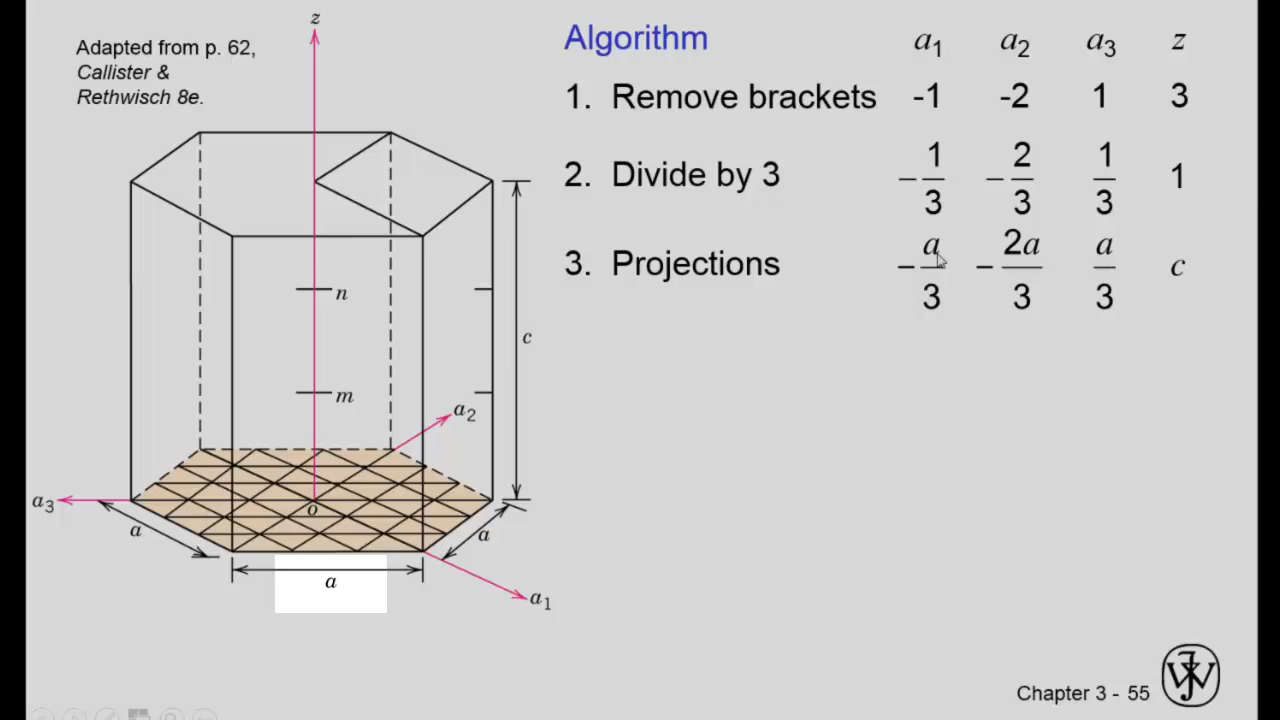 Adapted from p. 62,
Callister &
Rethwisch 8e.
Algorithm a1 a2 a3 z
1. Remove brackets -1 -2 1 3
2. Divide by 3 -1/3 -2/3 1/3 1
3. Projections -a/3 -2a/3 a/3 c
z
n
c
m
a2
a3
o
a
a
a
a1
Chapter 3 - 55
JW